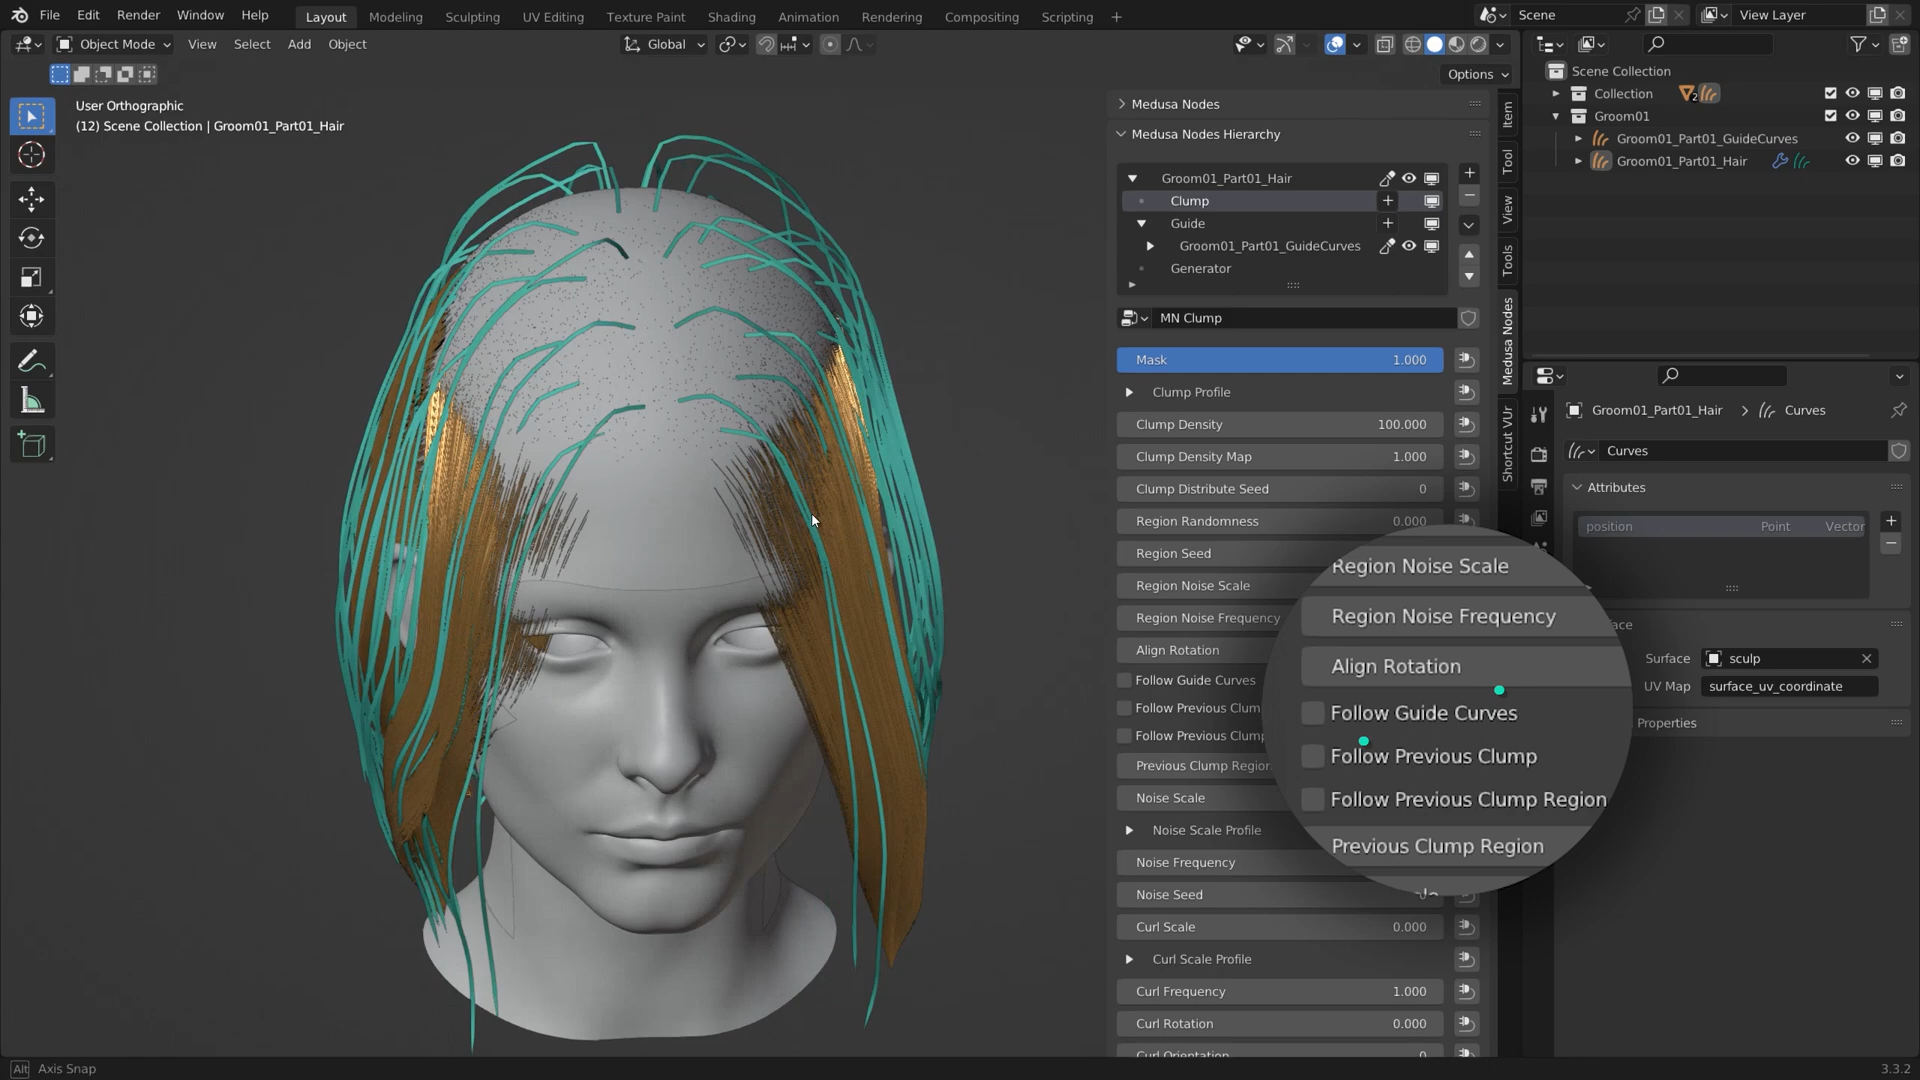 File Edit Render Window Help Layout Modeling Sculpting UV Editing Texture Paint Shading Animation Rendering Compositing Scripting + Scene View Layer
Object Mode View Select Add Object Global
Options
User Orthographic
(12) Scene Collection | Groom01_Part01_Hair
Medusa Nodes
Medusa Nodes Hierarchy
Groom01_Part01_Hair
Clump
Guide
Groom01_Part01_GuideCurves
Generator
MN Clump
Mask 1.000
Clump Profile
Clump Density 100.000
Clump Density Map 1.000
Clump Distribute Seed 0
Region Randomness 0.000
Region Seed
Region Noise Scale
Region Noise Frequency
Align Rotation
Follow Guide Curves
Follow Previous Clum
Follow Previous Clump
Previous Clump Region
Noise Scale
Noise Scale Profile
Noise Frequency
Noise Seed
Curl Scale 0.000
Curl Scale Profile
Curl Frequency 1.000
Curl Rotation 0.000
Curl Orientation 0
Region Noise Scale
Region Noise Frequency
Align Rotation
Follow Guide Curves
Follow Previous Clump
Follow Previous Clump Region
Previous Clump Region
Item
Tool
View
Tools
Medusa Nodes
Shortcut VUr
Scene Collection
Collection 2
Groom01
Groom01_Part01_GuideCurves
Groom01_Part01_Hair
Groom01_Part01_Hair > Curves
Curves
Attributes
position Point Vector
ace
Surface sculp
UV Map surface_uv_coordinate
Properties
Alt Axis Snap
3.3.2